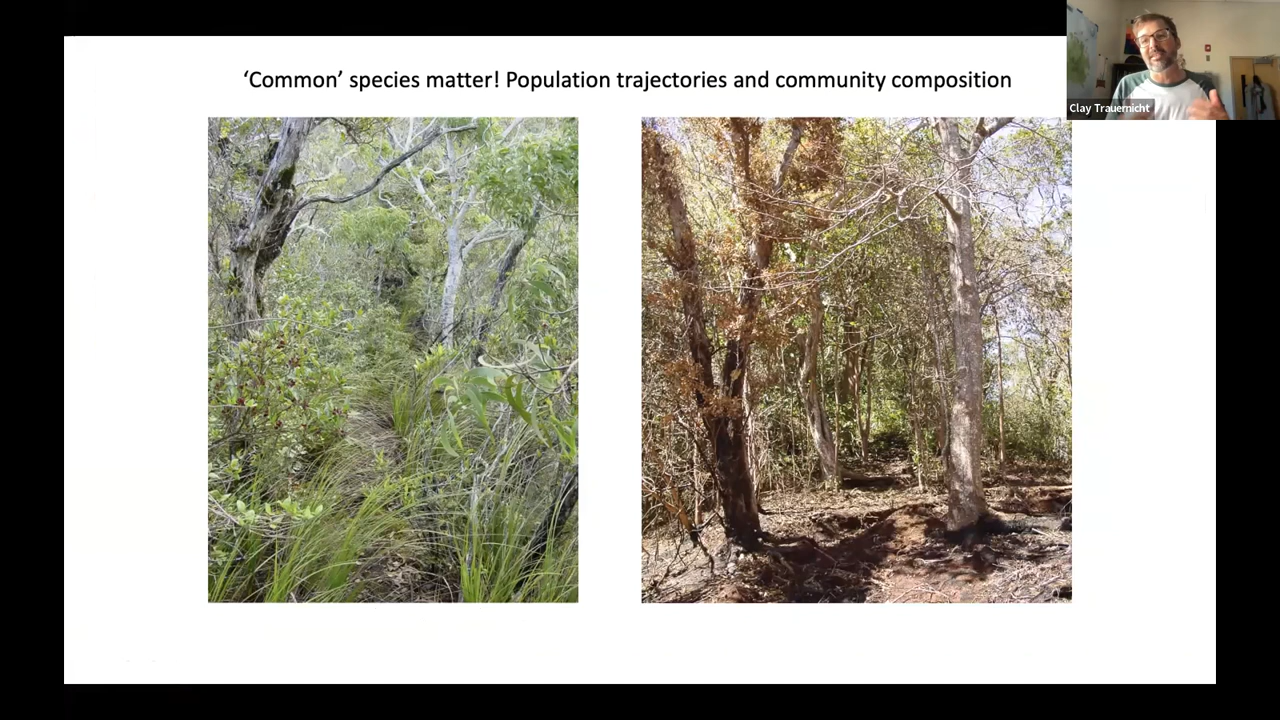 ‘Common’ species matter! Population trajectories and community composition
Clay Trauernicht